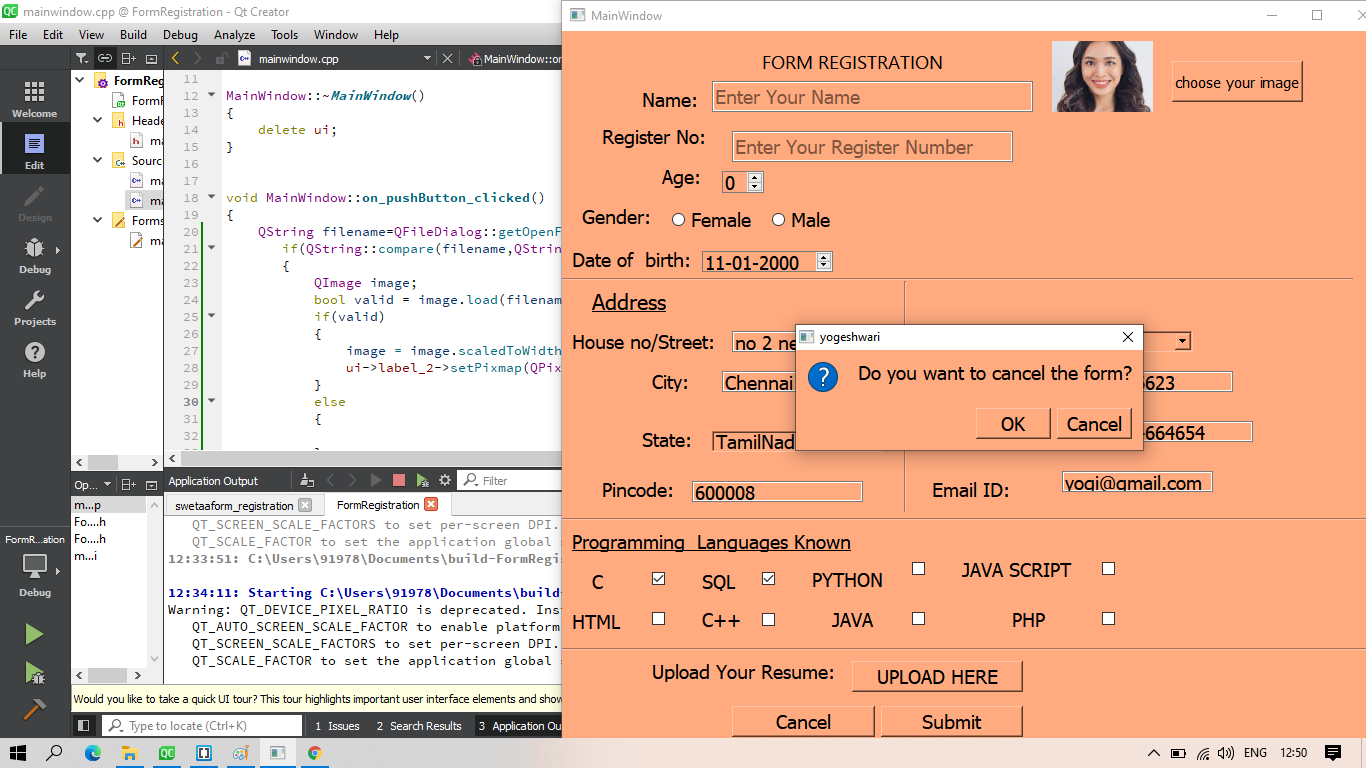 mainwindow.cpp @ FormRegistration - Qt Creator
File Edit View Build Debug Analyze Tools Window Help
mainwindow.cpp
MainWindow::or
Welcome
Edit
Design
Debug
Projects
Help
FormReg
FormR
Heade
ma
Sourc
ma
ma
Forms
ma
11
12 MainWindow::~MainWindow()
13 {
14 delete ui;
15 }
16
17
18 void MainWindow::on_pushButton_clicked()
19 {
20 QString filename=QFileDialog::getOpenF
21 if(QString::compare(filename,QStrin
22 {
23 QImage image;
24 bool valid = image.load(filenam
25 if(valid)
26 {
27 image = image.scaledToWidth
28 ui->label_2->setPixmap(QPix
29 }
30 else
31 {
32
Op...
m...p
Fo....h
Fo....h
m...i
FormR...ation
Debug
Application Output
Filter
swetaaform_registration
FormRegistration
QT_SCREEN_SCALE_FACTORS to set per-screen DPI.
QT_SCALE_FACTOR to set the application global
12:33:51: C:\Users\91978\Documents\build-FormRegi
12:34:11: Starting C:\Users\91978\Documents\build-
Warning: QT_DEVICE_PIXEL_RATIO is deprecated. Ins
QT_AUTO_SCREEN_SCALE_FACTOR to enable platform
QT_SCREEN_SCALE_FACTORS to set per-screen DPI.
QT_SCALE_FACTOR to set the application global
Would you like to take a quick UI tour? This tour highlights important user interface elements and show
Type to locate (Ctrl+K)
1 Issues 2 Search Results 3 Application Ou
MainWindow
FORM REGISTRATION
choose your image
Name: Enter Your Name
Register No: Enter Your Register Number
Age: 0
Gender: Female Male
Date of birth: 11-01-2000
Address
House no/Street: no 2 ne
City: Chennai
6623
State: TamilNad
-664654
Pincode: 600008
Email ID: yogi@gmail.com
yogeshwari
Do you want to cancel the form?
OK Cancel
Programming Languages Known
C SQL PYTHON JAVA SCRIPT
HTML C++ JAVA PHP
Upload Your Resume: UPLOAD HERE
Cancel Submit
ENG 12:50